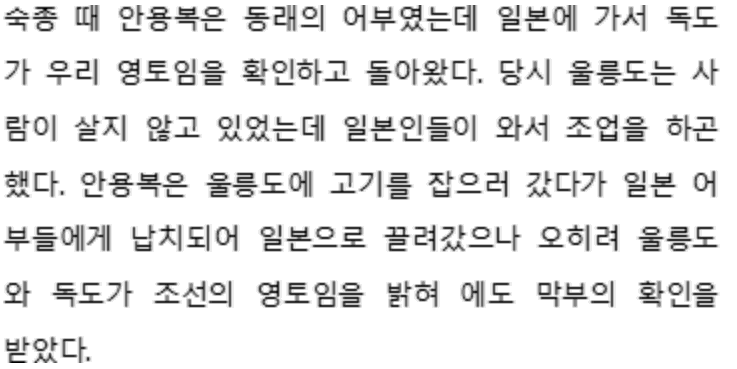 숙종 때 안용복은 동래의 어부였는데 일본에 가서 독도
가 우리 영토임을 확인하고 돌아왔다. 당시 울릉도는 사
람이 살지 않고 있었는데 일본인들이 와서 조업을 하곤
했다. 안용복은 울릉도에 고기를 잡으러 갔다가 일본 어
부들에게 납치되어 일본으로 끌려갔으나 오히려 울릉도
와 독도가 조선의 영토임을 밝혀 에도 막부의 확인을
받았다.